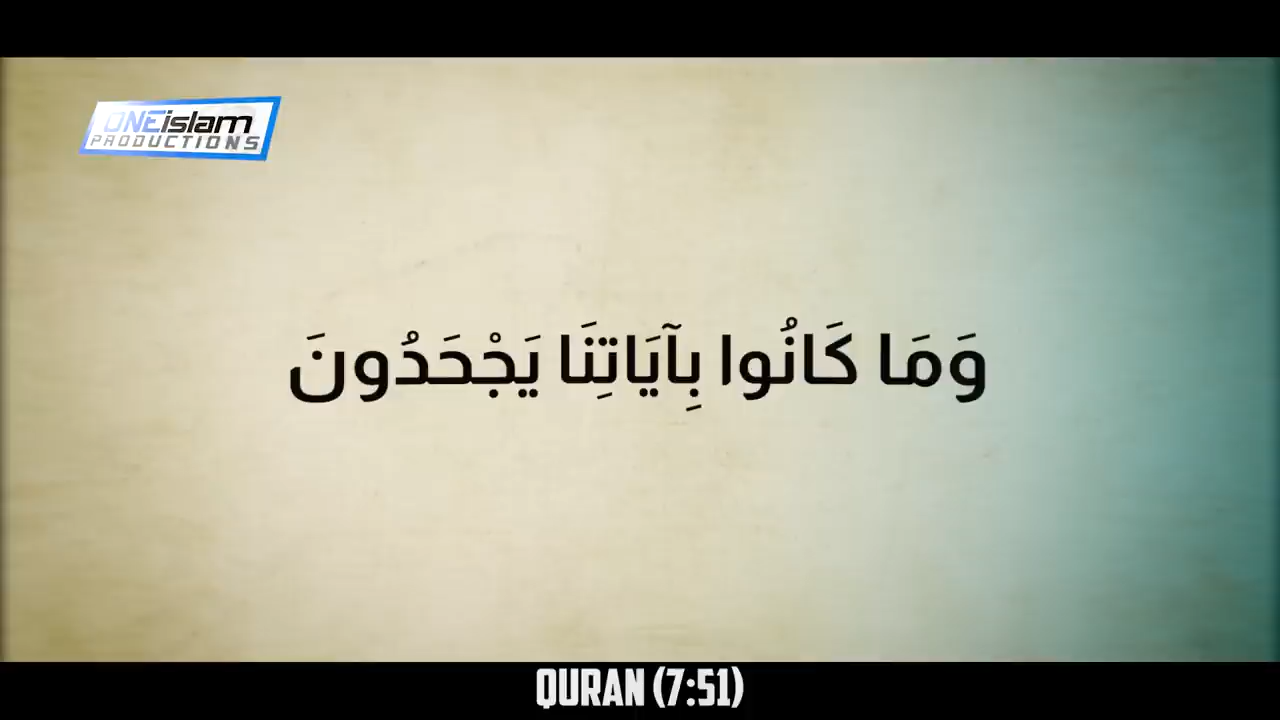 ONEislam
PRODUCTIONS
وَمَا كَانُوا بِآيَاتِنَا يَجْحَدُونَ
QURAN (7:51)